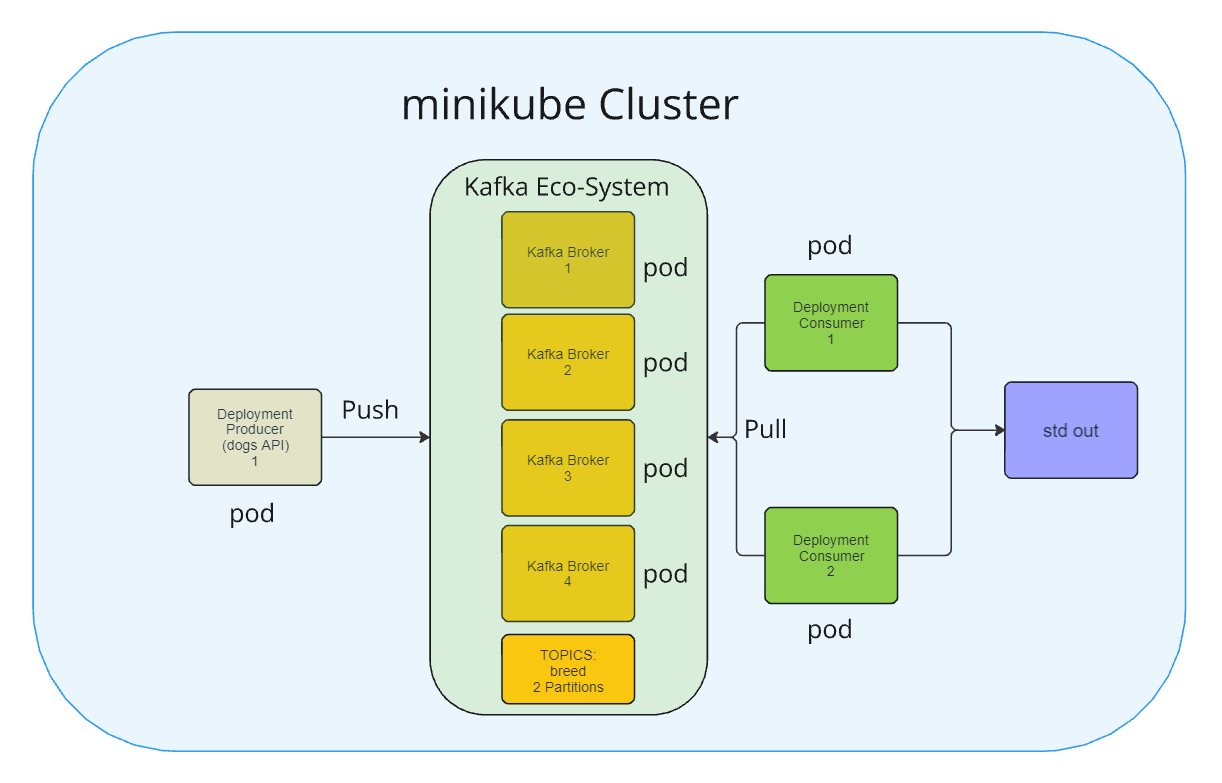 minikube Cluster
Kafka Eco-System
Kafka Broker
1
pod
Kafka Broker
2
pod
Kafka Broker
3
pod
Kafka Broker
4
pod
TOPICS:
breed
2 Partitions
Deployment
Producer
(dogs API)
1
pod
Push
Pull
pod
Deployment
Consumer
1
Deployment
Consumer
2
pod
std out